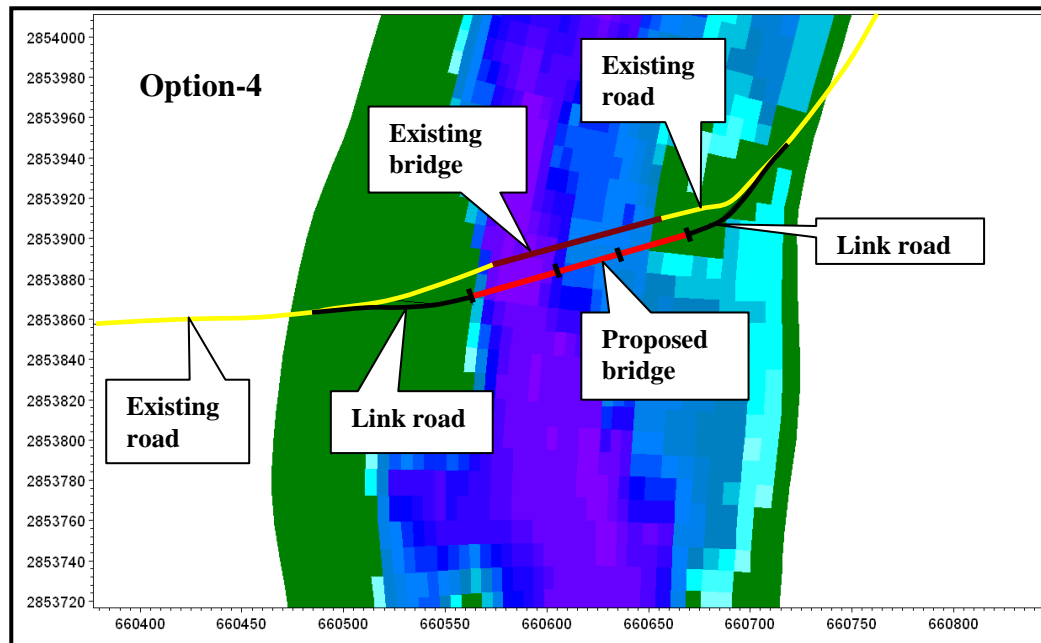 Option-4
Existing
road
Existing
bridge
Link road
Proposed
bridge
Existing
road
Link road
2854000
2853980
2853960
2853940
2853920
2853900
2853880
2853860
2853840
2853820
2853800
2853780
2853760
2853740
2853720
660400
660450
660500
660550
660600
660650
660700
660750
660800